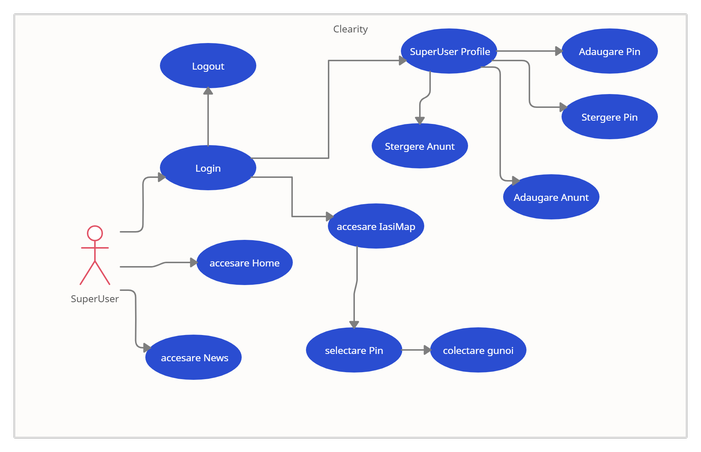 Clearity
SuperUser Profile
Adaugare Pin
Logout
Stergere Pin
Stergere Anunt
Login
Adaugare Anunt
accesare IasiMap
accesare Home
SuperUser
accesare News
selectare Pin
colectare gunoi